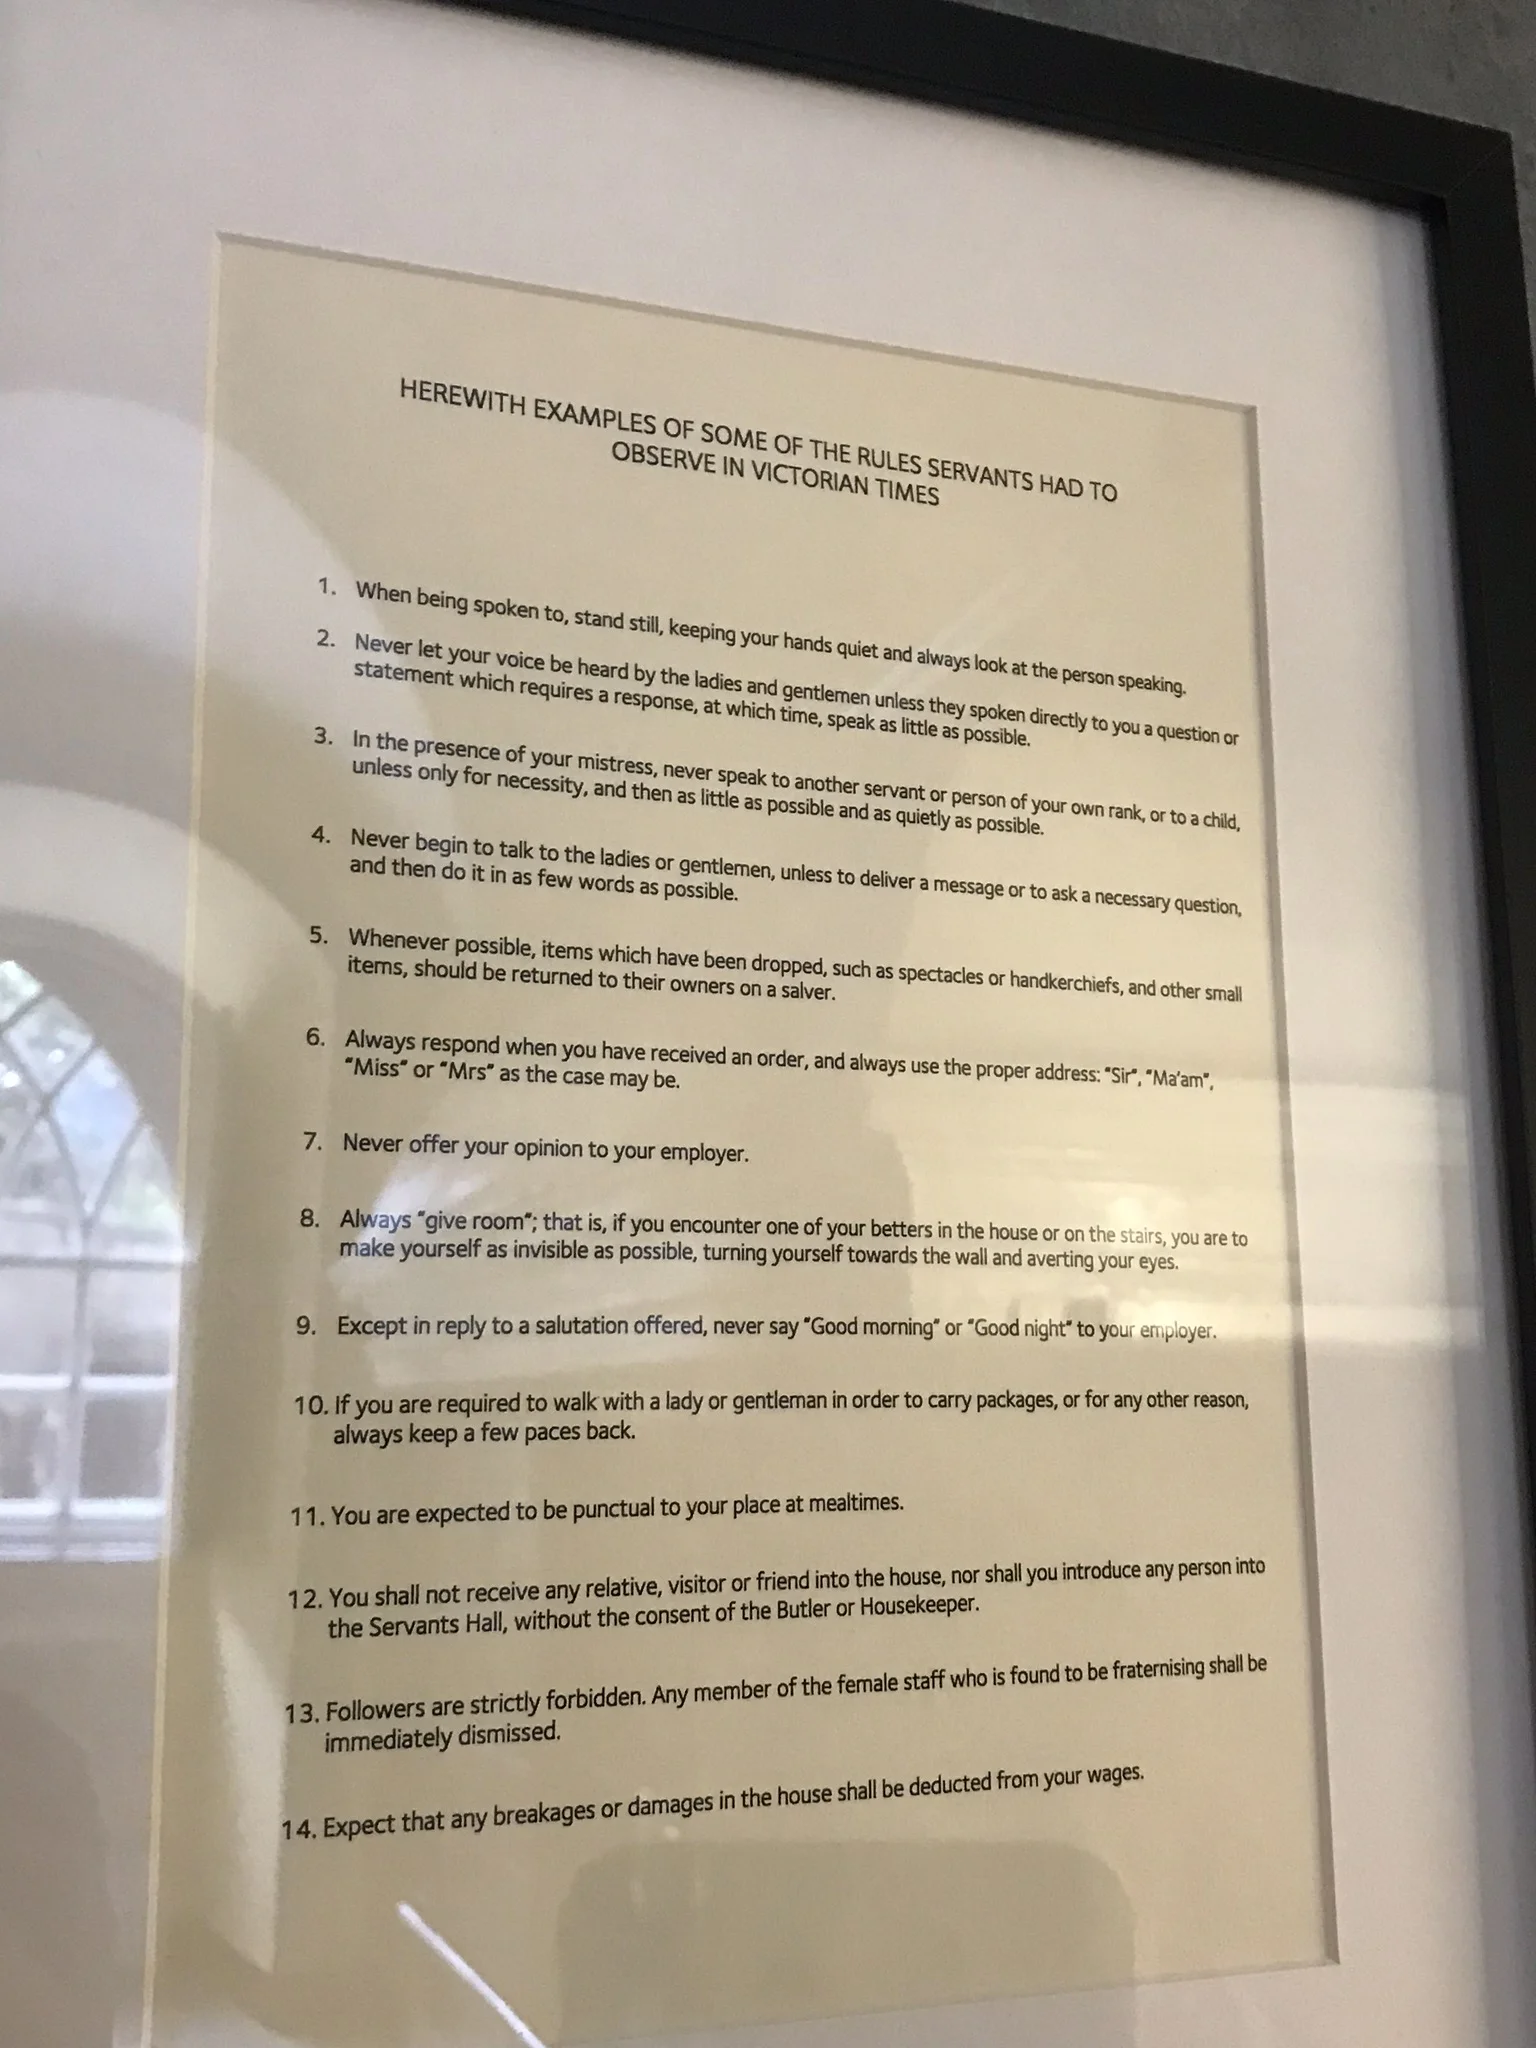 HEREWITH EXAMPLES OF SOME OF THE RULES SERVANTS HAD TO
OBSERVE IN VICTORIAN TIMES
1. When being spoken to, stand still, keeping your hands quiet and always look at the person speaking.
2. Never let your voice be heard by the ladies and gentlemen unless they spoken directly to you a question or
statement which requires a response, at which time, speak as little as possible.
3. In the presence of your mistress, never speak to another servant or person of your own rank, or to a child,
unless only for necessity, and then as little as possible and as quietly as possible.
4. Never begin to talk to the ladies or gentlemen, unless to deliver a message or to ask a necessary question,
and then do it in as few words as possible.
5. Whenever possible, items which have been dropped, such as spectacles or handkerchiefs, and other small
items, should be returned to their owners on a salver.
6. Always respond when you have received an order, and always use the proper address: "Sir", "Ma'am",
"Miss" or "Mrs" as the case may be.
7. Never offer your opinion to your employer.
8. Always "give room"; that is, if you encounter one of your betters in the house or on the stairs, you are to
make yourself as invisible as possible, turning yourself towards the wall and averting your eyes.
9. Except in reply to a salutation offered, never say "Good morning" or "Good night" to your employer.
10. If you are required to walk with a lady or gentleman in order to carry packages, or for any other reason,
always keep a few paces back.
11. You are expected to be punctual to your place at mealtimes.
12. You shall not receive any relative, visitor or friend into the house, nor shall you introduce any person into
the Servants Hall, without the consent of the Butler or Housekeeper.
13. Followers are strictly forbidden. Any member of the female staff who is found to be fraternising shall be
immediately dismissed.
14. Expect that any breakages or damages in the house shall be deducted from your wages.